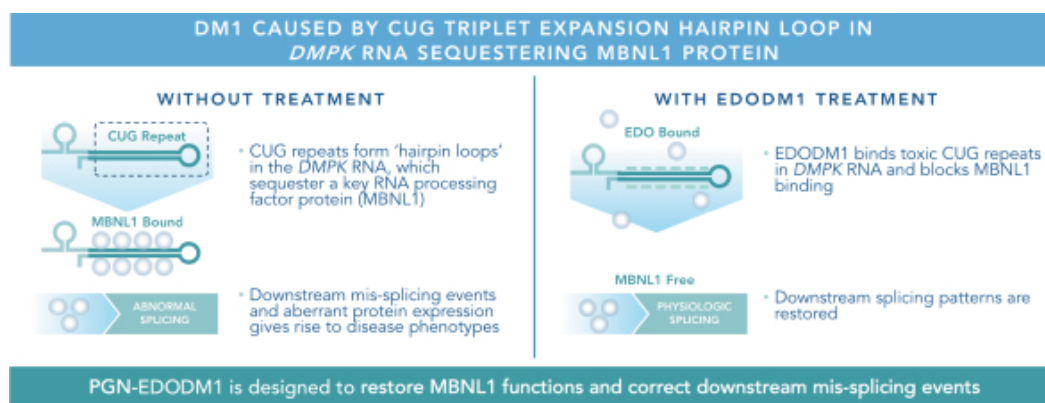 DM1 CAUSED BY CUG TRIPLET EXPANSION HAIRPIN LOOP IN
DMPK RNA SEQUESTERING MBNL1 PROTEIN
WITHOUT TREATMENT
CUG Repeat
• CUG repeats form ‘hairpin loops’
in the DMPK RNA, which
sequester a key RNA processing
factor protein (MBNL1)
MBNL1 Bound
ABNORMAL
SPLICING
• Downstream mis-splicing events
and aberrant protein expression
gives rise to disease phenotypes
WITH EDODM1 TREATMENT
EDO Bound
• EDODM1 binds toxic CUG repeats
in DMPK RNA and blocks MBNL1
binding
MBNL1 Free
PHYSIOLOGIC
SPLICING
• Downstream splicing patterns are
restored
PGN-EDODM1 is designed to restore MBNL1 functions and correct downstream mis-splicing events